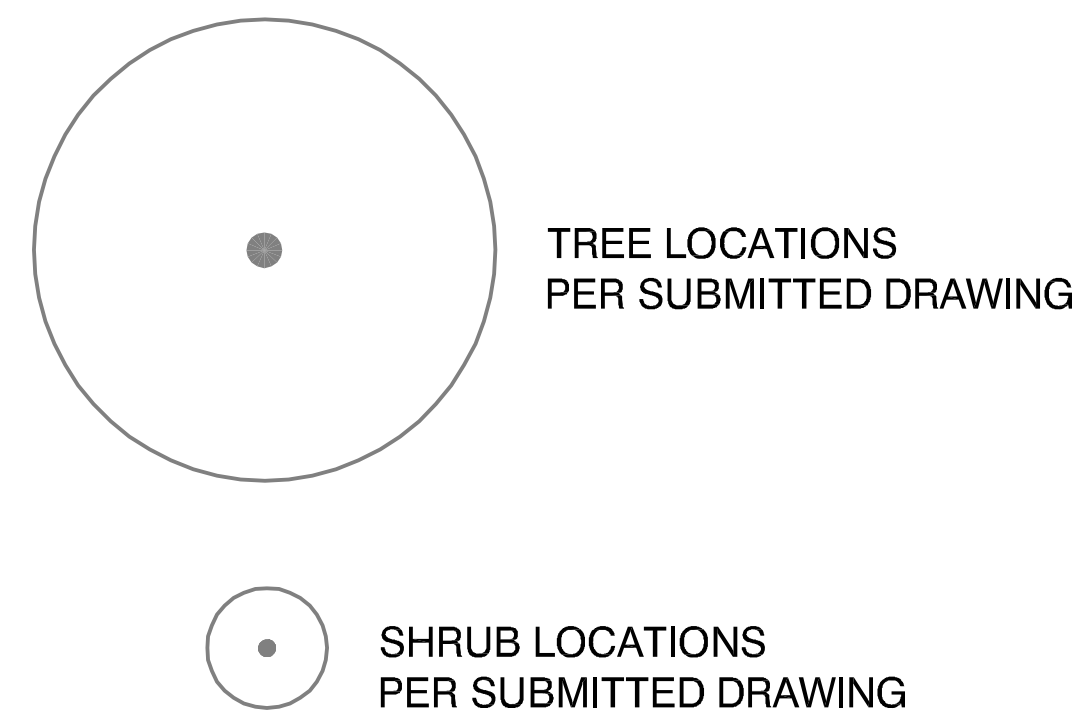 TREE LOCATIONS
PER SUBMITTED DRAWING
SHRUB LOCATIONS
PER SUBMITTED DRAWING